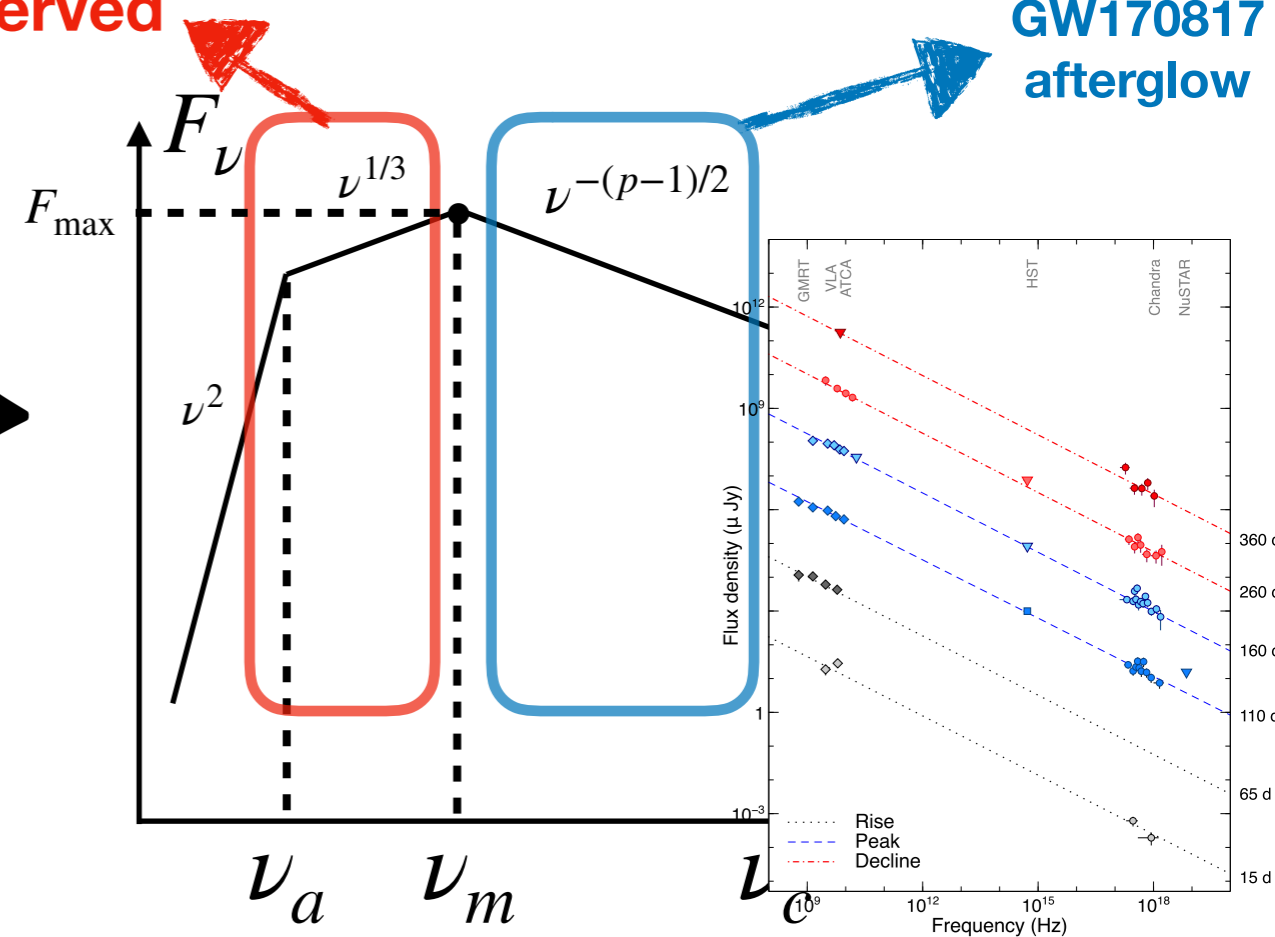 GW170817
afterglow
F_ν
ν^{1/3}
ν^{-(p-1)/2}
F_max
ν^2
ν_a
ν_m
ν_c
GMRT
VLA
ATCA
HST
Chandra
NuSTAR
10^12
10^9
1
10^-3
Flux density (μ Jy)
360 d
260 d
160 d
110 d
65 d
15 d
Rise
Peak
Decline
10^9
10^12
10^15
10^18
Frequency (Hz)